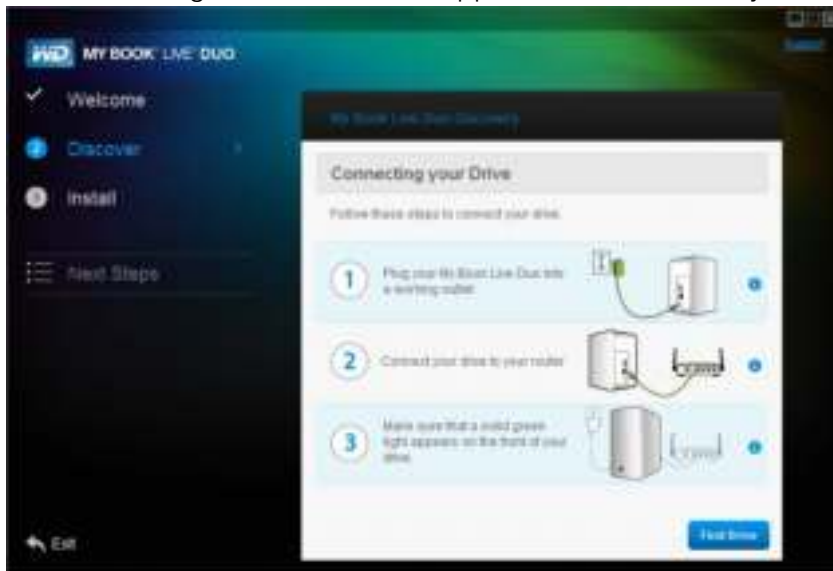 WD MY BOOK LIVE DUO
Support
Welcome
2 Discover
3 Install
Next Steps
Exit
My Book Live Duo Discovery
Connecting your Drive
Follow these steps to connect your drive.
1 Plug your My Book Live Duo into
a working outlet
2 Connect your drive to your router
3 Make sure that a solid green
light appears on the front of your
drive.
Find Drive